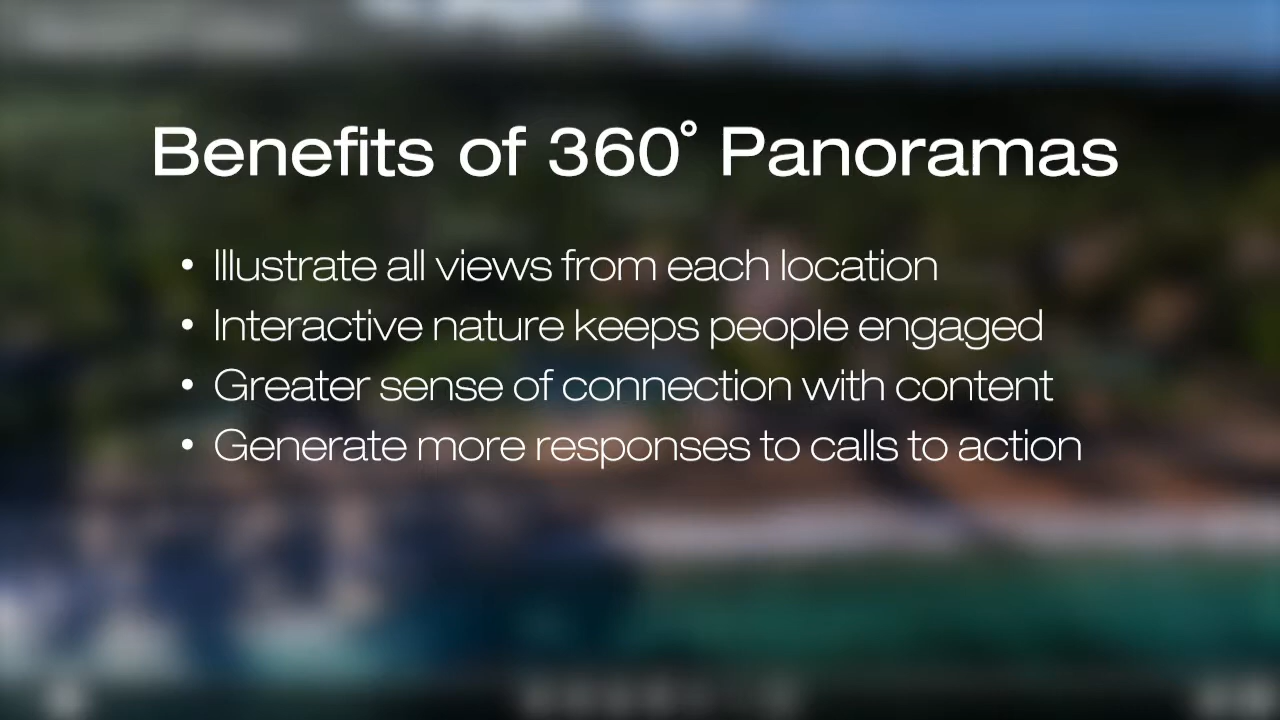 Benefits of 360° Panoramas
• Illustrate all views from each location
• Interactive nature keeps people engaged
• Greater sense of connection with content
• Generate more responses to calls to action